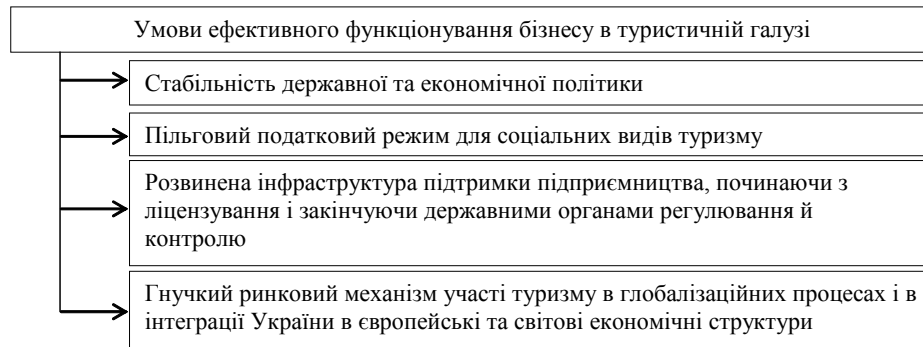 Умови ефективного функціонування бізнесу в туристичній галузі
Стабільність державної та економічної політики
Пільговий податковий режим для соціальних видів туризму
Розвинена інфраструктура підтримки підприємництва, починаючи з
ліцензування і закінчуючи державними органами регулювання й
контролю
Гнучкий ринковий механізм участі туризму в глобалізаційних процесах і в
інтеграції України в європейські та світові економічні структури